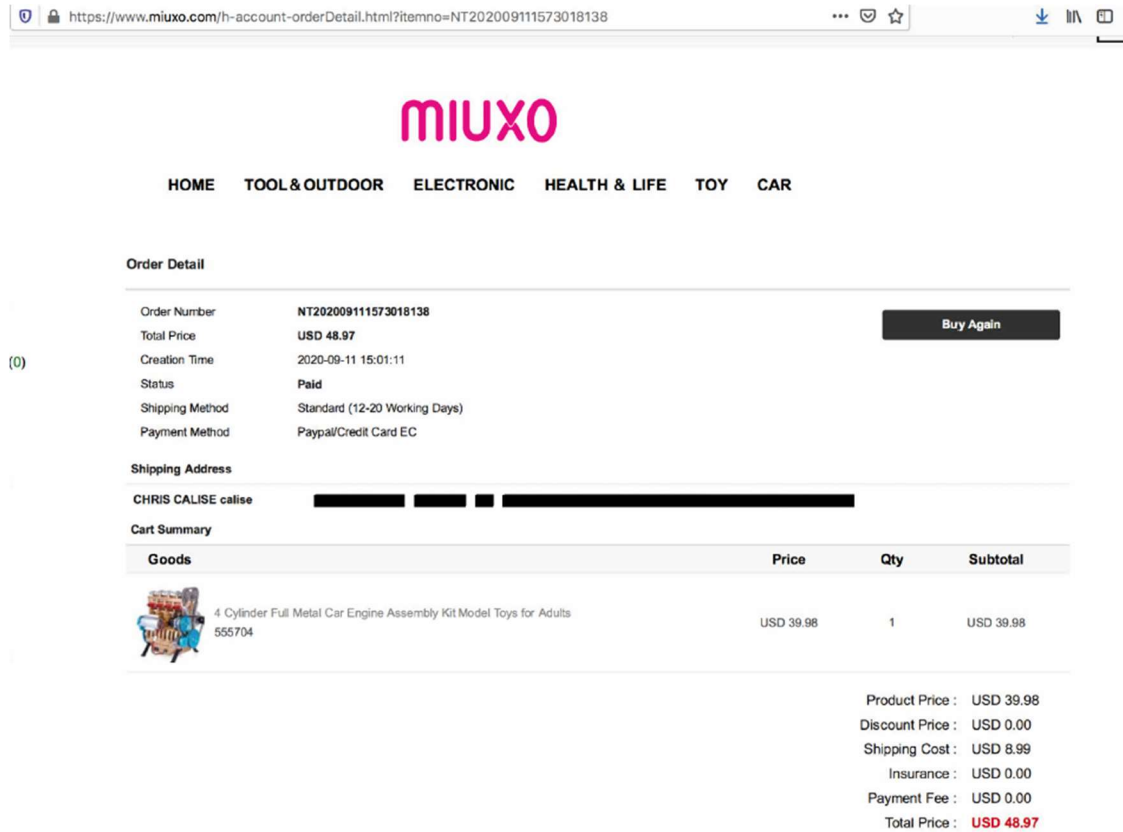 https://www.miuxo.com/h-account-orderDetail.html?itemno=NT202009111573018138
MIUXO
HOME TOOL&OUTDOOR ELECTRONIC HEALTH & LIFE TOY CAR
Order Detail
Order Number NT202009111573018138
Buy Again
Total Price USD 48.97
(0)
Creation Time 2020-09-11 15:01:11
Status Paid
Shipping Method Standard (12-20 Working Days)
Payment Method Paypal/Credit Card EC
Shipping Address
CHRIS CALISE calise
Cart Summary
Goods Price Qty Subtotal
4 Cylinder Full Metal Car Engine Assembly Kit Model Toys for Adults
555704
USD 39.98 1 USD 39.98
Product Price : USD 39.98
Discount Price : USD 0.00
Shipping Cost : USD 8.99
Insurance : USD 0.00
Payment Fee : USD 0.00
Total Price : USD 48.97